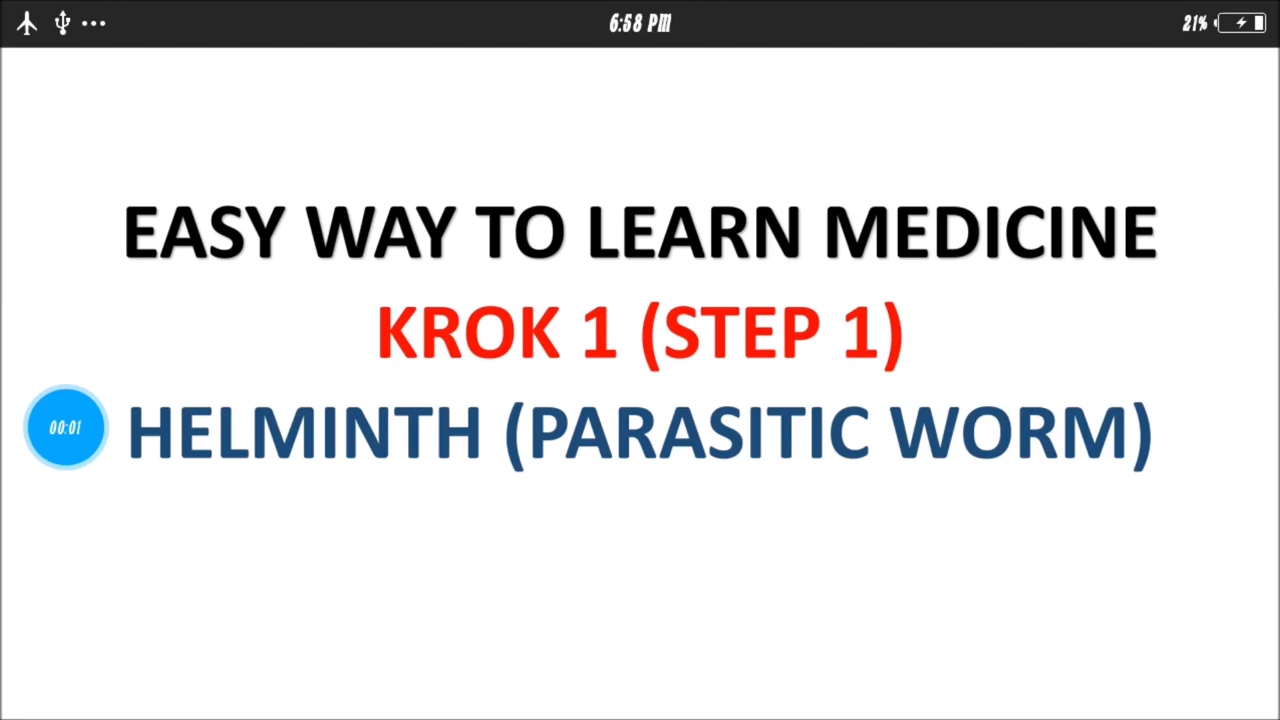 6:58 PM
21%
EASY WAY TO LEARN MEDICINE
KROK 1 (STEP 1)
00:01
HELMINTH (PARASITIC WORM)